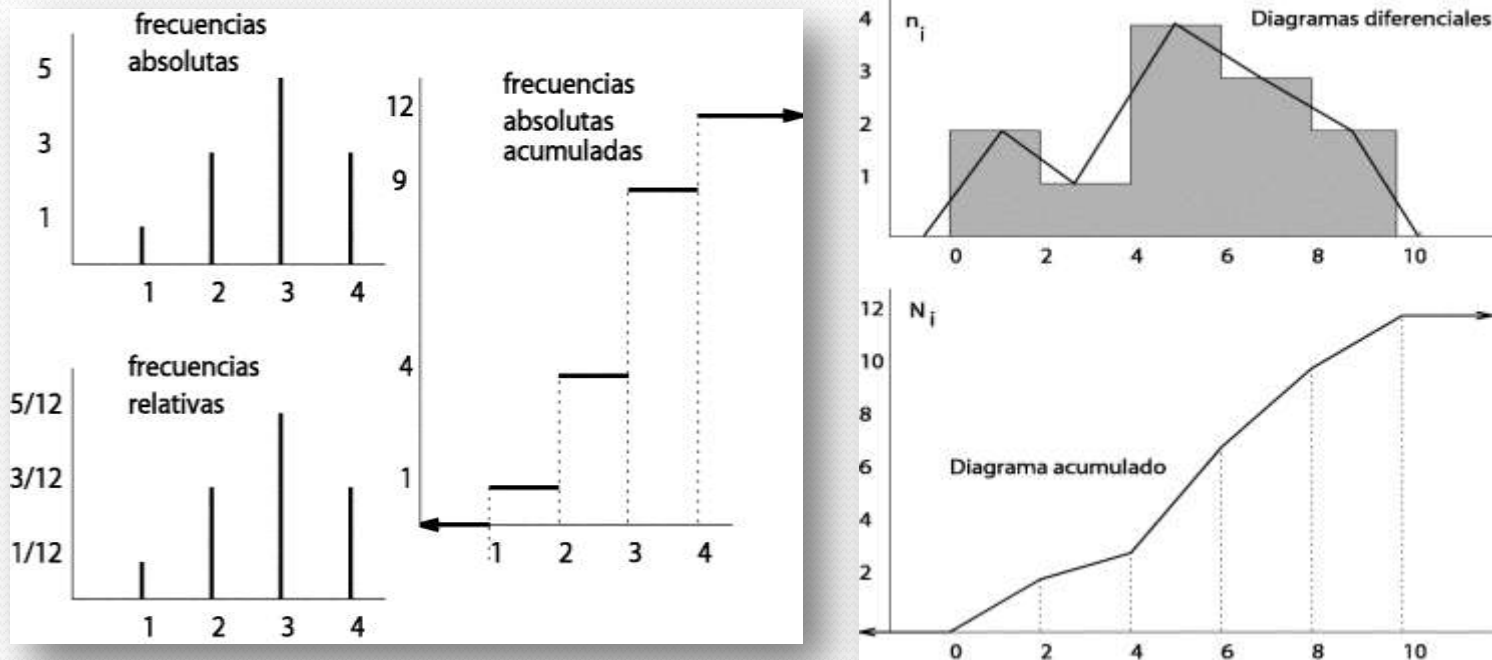 frecuencias
absolutas
5
3
1
1 2 3 4
frecuencias
relativas
5/12
3/12
1/12
1 2 3 4
frecuencias
absolutas
acumuladas
12
9
4
1
1 2 3 4
Diagramas diferenciales
n_i
4
3
2
1
0 2 4 6 8 10
N_i
12
10
8
6
4
2
Diagrama acumulado
0 2 4 6 8 10